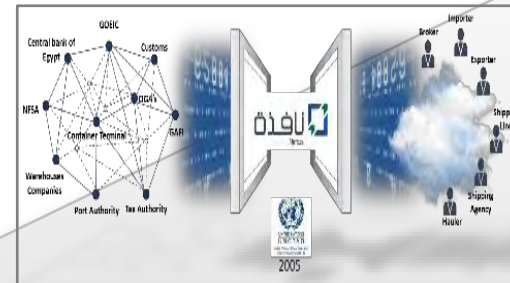 GOEIC
Central bank of
Egypt
Customs
NFSA
OGA's
GAFI
Container Terminal
Warehouses
Companies
Port Authority
Tax Authority
نافذة
2005
Importer
Broker
Exporter
Shipping
Agency
Hauler